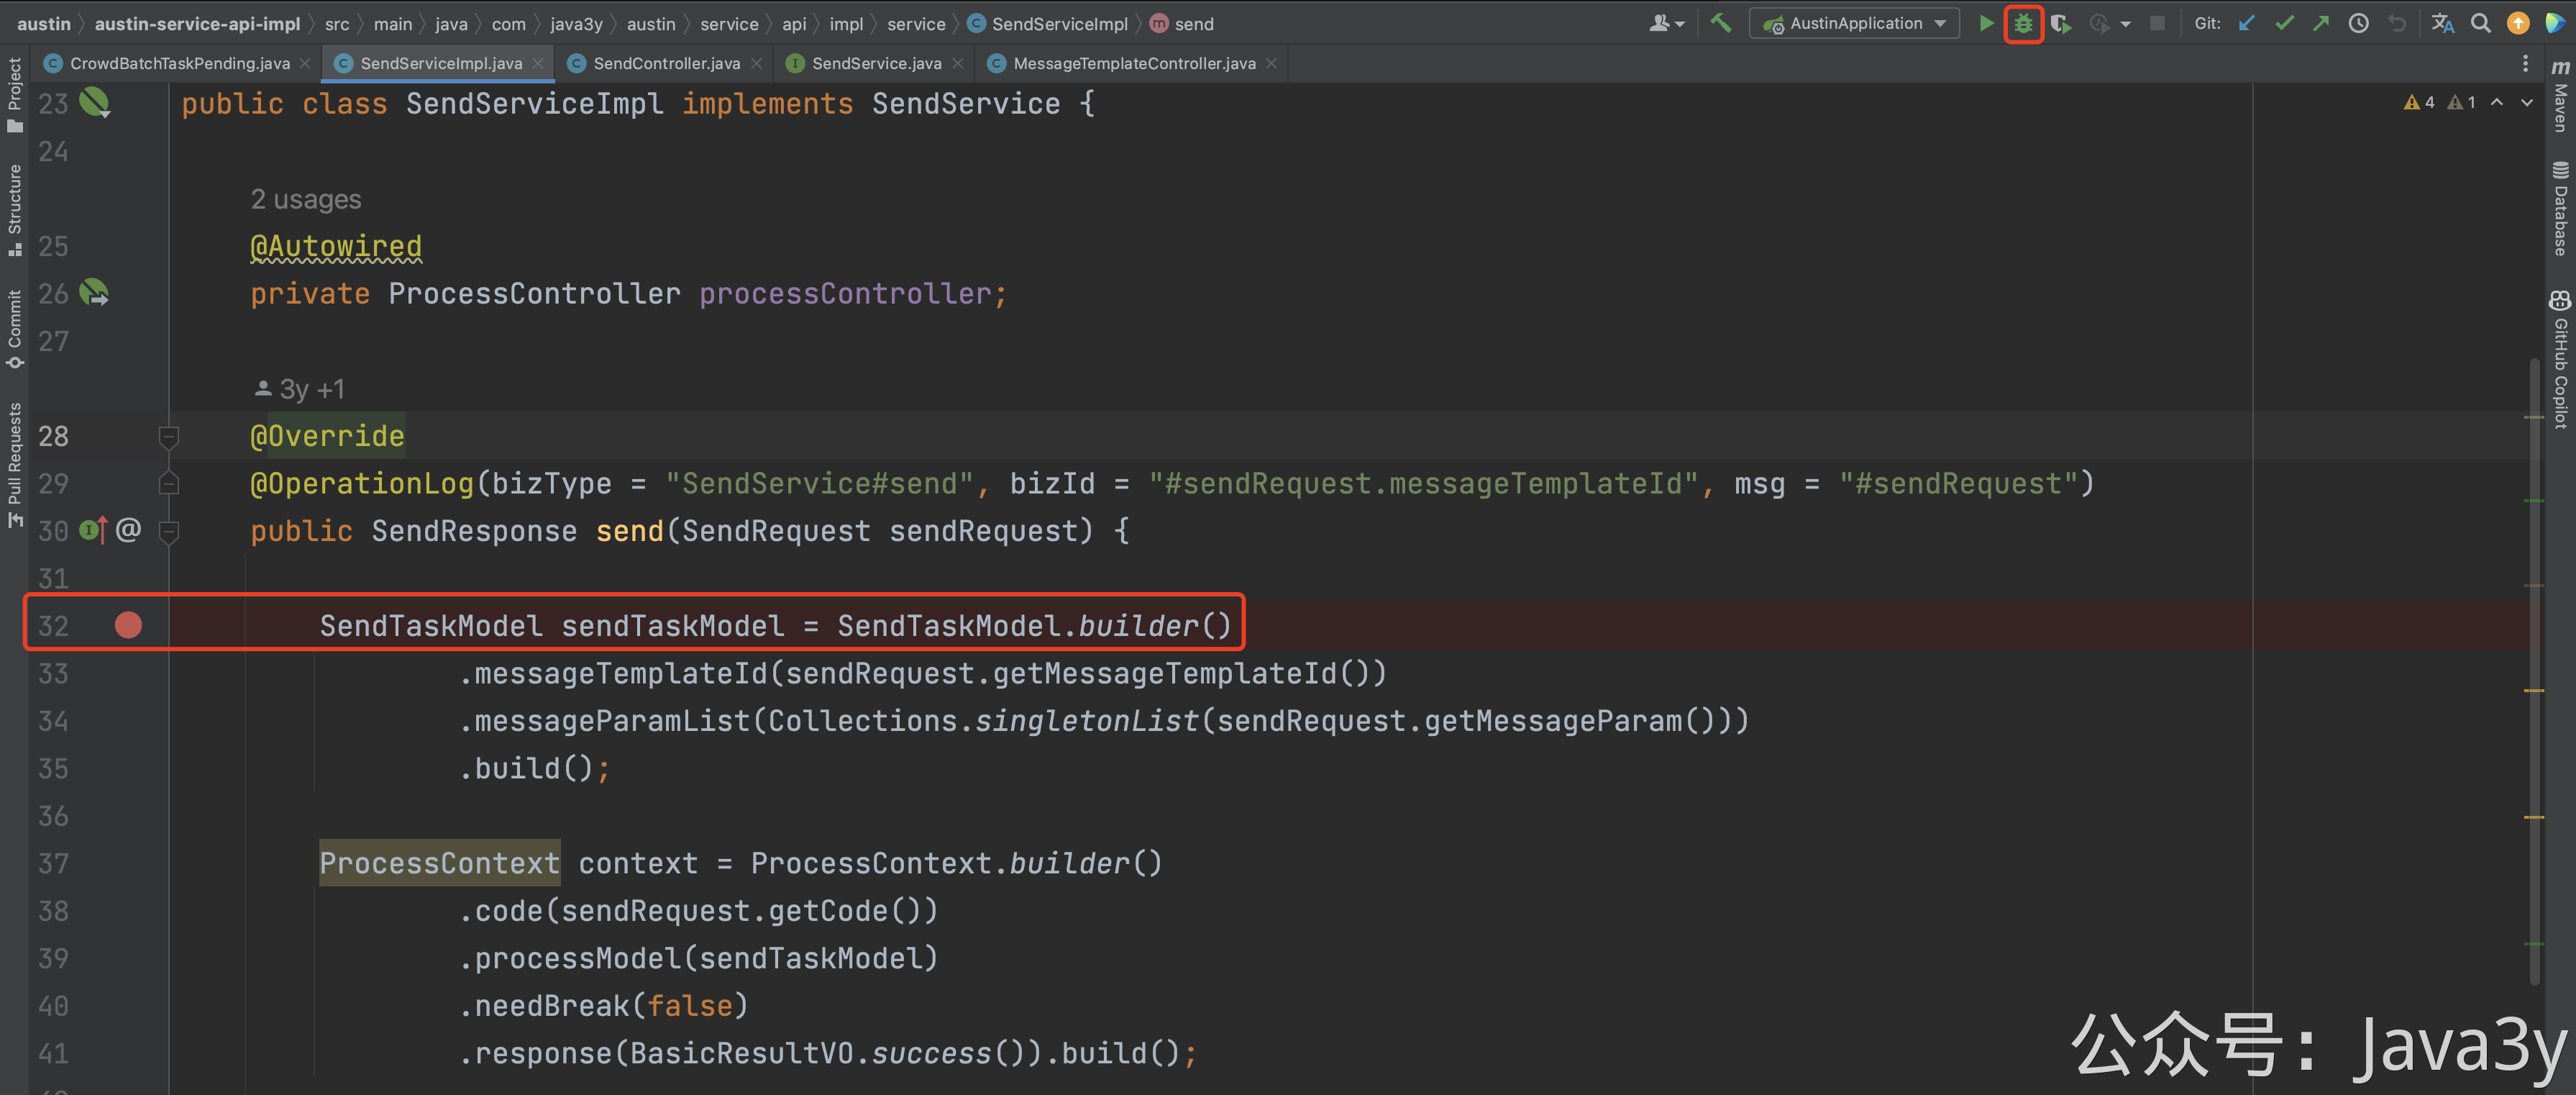 austin austin-service-api-impl src main java com java3y austin service api impl service SendServiceImpl send AustinApplication Git:
CrowdBatchTaskPending.java SendServiceImpl.java SendController.java SendService.java MessageTemplateController.java
Project
Structure
Commit
Pull Requests
Maven
Database
GitHub Copilot
4 1
23 public class SendServiceImpl implements SendService {
24
2 usages
25 @Autowired
26 private ProcessController processController;
27
3y +1
28 @Override
29 @OperationLog(bizType = "SendService#send", bizId = "#sendRequest.messageTemplateId", msg = "#sendRequest")
30 public SendResponse send(SendRequest sendRequest) {
31
32 SendTaskModel sendTaskModel = SendTaskModel.builder()
33 .messageTemplateId(sendRequest.getMessageTemplateId())
34 .messageParamList(Collections.singletonList(sendRequest.getMessageParam()))
35 .build();
36
37 ProcessContext context = ProcessContext.builder()
38 .code(sendRequest.getCode())
39 .processModel(sendTaskModel)
40 .needBreak(false)
41 .response(BasicResultVO.success()).build();
公众号：Java3y